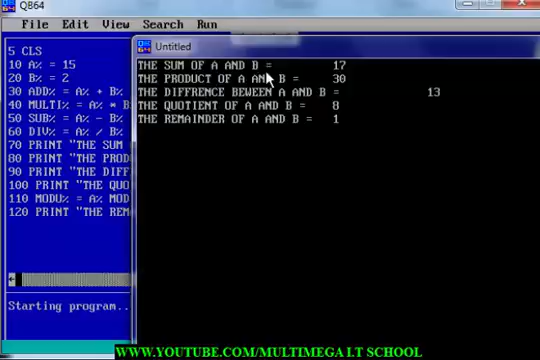 QB64
File Edit View Search Run
Untitled
5 CLS
10 A% = 15
20 B% = 2
30 ADD% = A% + B%
40 MULTI% = A% * B%
50 SUB% = A% - B%
60 DIV% = A% / B%
70 PRINT "THE SUM
80 PRINT "THE PROD
90 PRINT "THE DIFF
100 PRINT "THE QUO
110 MODU% = A% MOD
120 PRINT "THE REM
THE SUM OF A AND B = 17
THE PRODUCT OF A AND B = 30
THE DIFFRENCE BEWEEN A AND B = 13
THE QUOTIENT OF A AND B = 8
THE REMAINDER OF A AND B = 1
Starting program..
WWW.YOUTUBE.COM/MULTIMEGA I.T SCHOOL